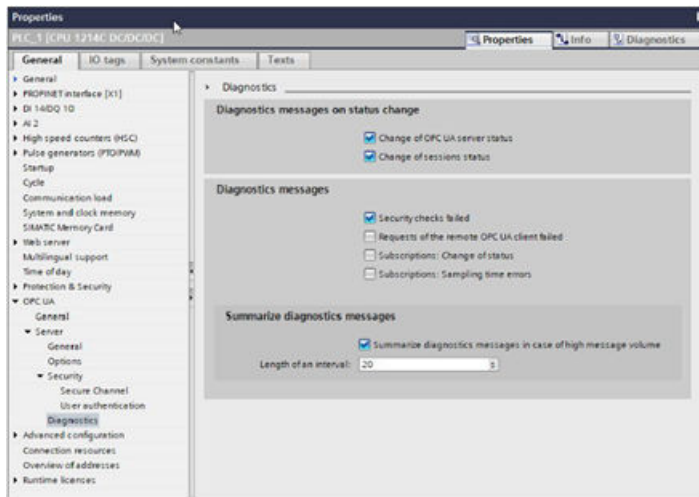 Properties
PLC_1 [CPU 1214C DC/DC/DC]
Properties Info Diagnostics
General IO tags System constants Texts
General
PROFINET interface [X1]
DI 14/DQ 10
AI 2
High speed counters (HSC)
Pulse generators (PTO/PWM)
Startup
Cycle
Communication load
System and clock memory
SIMATIC Memory Card
Web server
Multilingual support
Time of day
Protection & Security
OPC UA
General
Server
General
Options
Security
Secure Channel
User authentication
Diagnostics
Advanced configuration
Connection resources
Overview of addresses
Runtime licenses
Diagnostics
Diagnostics messages on status change
Change of OPC UA server status
Change of sessions status
Diagnostics messages
Security checks failed
Requests of the remote OPC UA client failed
Subscriptions: Change of status
Subscriptions: Sampling time errors
Summarize diagnostics messages
Summarize diagnostics messages in case of high message volume
Length of an interval: 20 s